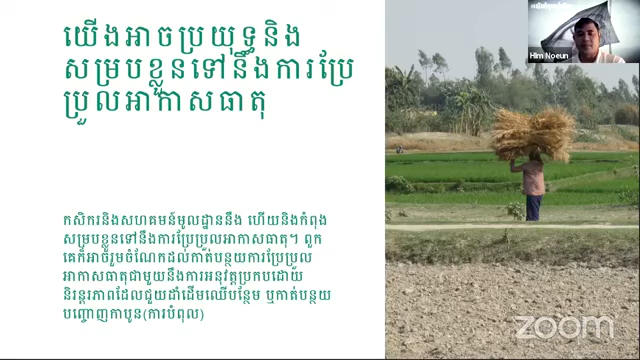 យើងអាចប្រយុទ្ធនិង
សម្របខ្លួនទៅនឹងការប្រែ
ប្រួលអាកាសធាតុ
កសិករនិងសហគមន៍មូលដ្ឋាននឹង ហើយនិងកំពុង
សម្របខ្លួនទៅនឹងការប្រែប្រួលអាកាសធាតុ។ ពួក
គេក៏អាចរួមចំណែកដល់កាត់បន្ថយការប្រែប្រួល
អាកាសធាតុជាមួយនឹងការអនុវត្តប្រកបដោយ
និរន្តរភាពដែលជួយដាំដើមឈើបន្ថែម ឬកាត់បន្ថយ
បញ្ចោញកាបូន(ការបំពុល)
Him Noeun
zoom